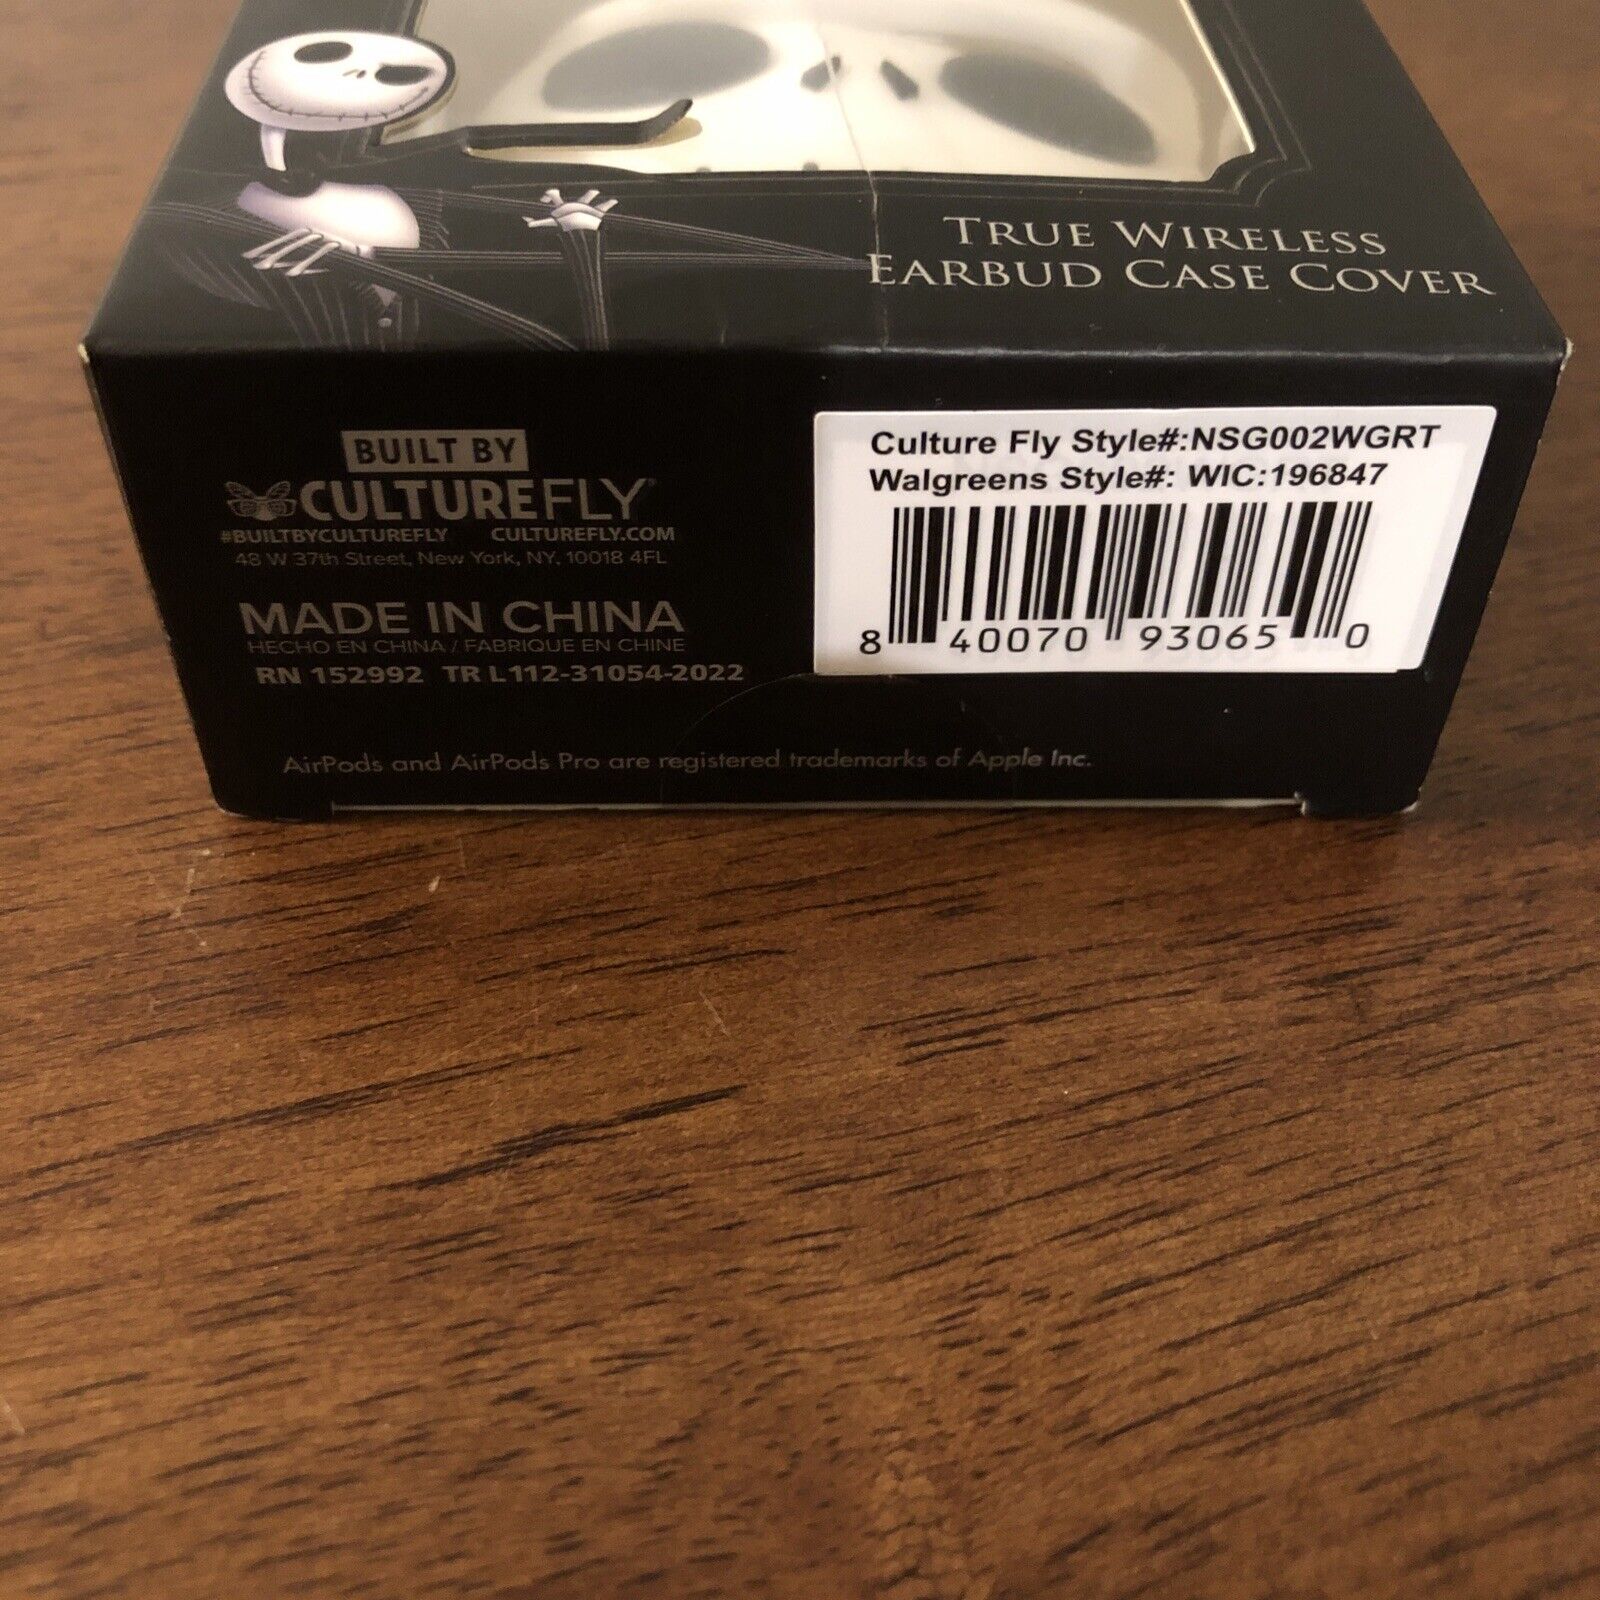 TRUE WIRELESS
EARBUD CASE COVER
BUILT BY
CULTUREFLY
#BUILTBYCULTUREFLY CULTUREFLY.COM
48 W 37th Street, New York, NY, 10018 4FL
MADE IN CHINA
HECHO EN CHINA / FABRIQUE EN CHINE
RN 152992 TR L112-31054-2022
AirPods and AirPods Pro are registered trademarks of Apple Inc.
Culture Fly Style#:NSG002WGRT
Walgreens Style#: WIC:196847
8 40070 93065 0